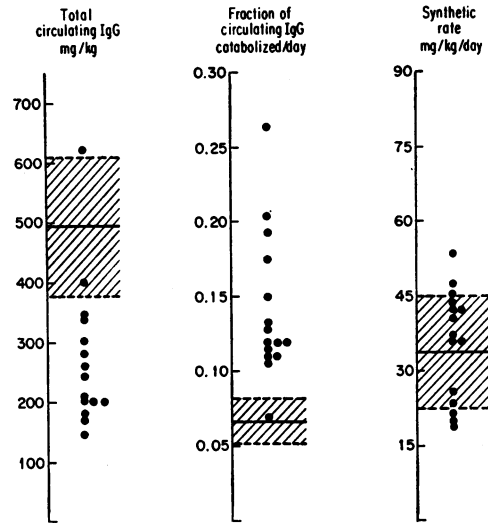 Total
circulating IgG
mg/kg
700
600
500
400
300
200
100
Fraction of
circulating IgG
catabolized/day
0.30
0.25
0.20
0.15
0.10
0.05
Synthetic
rate
mg/kg/day
90
75
60
45
30
15